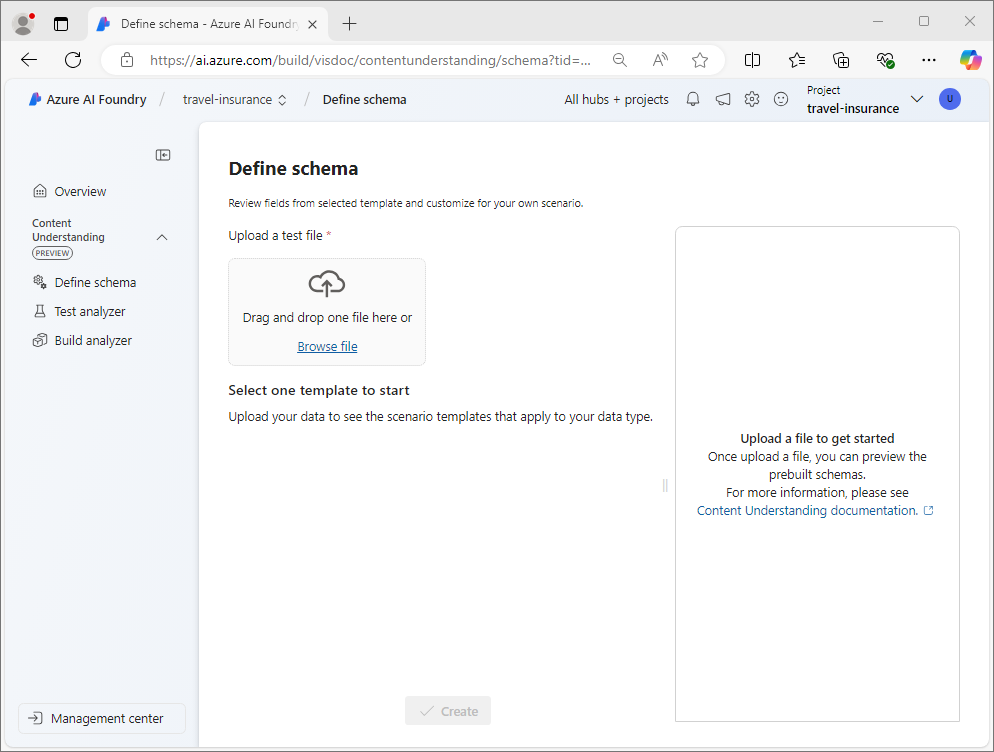 Define schema - Azure AI Foundry
https://ai.azure.com/build/visdoc/contentunderstanding/schema?tid=...
Azure AI Foundry / travel-insurance / Define schema
All hubs + projects
Project
travel-insurance
U
Overview
Content
Understanding
PREVIEW
Define schema
Test analyzer
Build analyzer
Management center
Define schema
Review fields from selected template and customize for your own scenario.
Upload a test file *
Drag and drop one file here or
Browse file
Select one template to start
Upload your data to see the scenario templates that apply to your data type.
Create
Upload a file to get started
Once upload a file, you can preview the
prebuilt schemas.
For more information, please see
Content Understanding documentation.